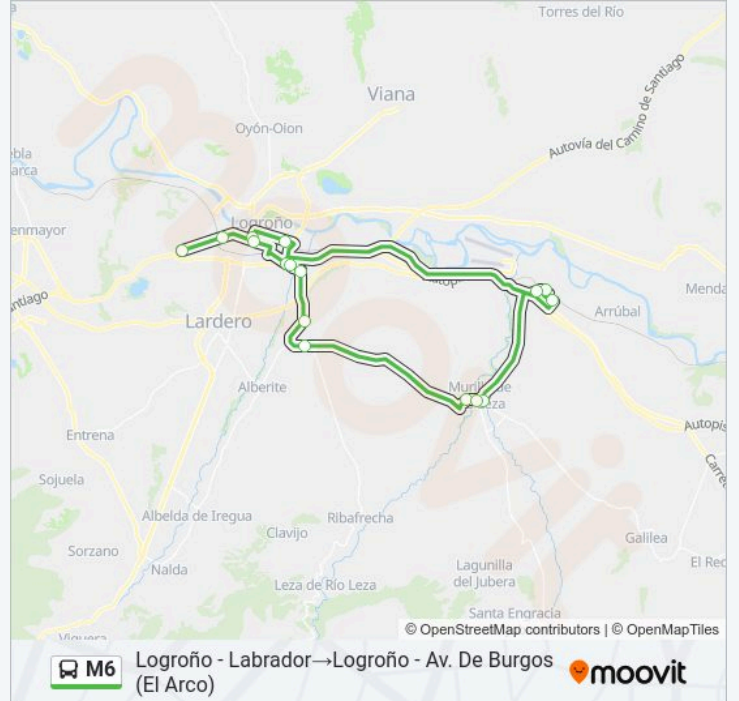 Torres del Río
Viana
Autovía del Camino de Santiago
Oyón-Oion
Logroño
Lardero
Arrúbal
Alberite
Entrena
Sojuela
Albelda de Iregua
Ribafrecha
Clavijo
Sorzano
Galilea
Nalda
Leza de Río Leza
Lagunilla
del Jubera
Santa Engracia
© OpenStreetMap contributors | © OpenMapTiles
M6
Logroño - Labrador→Logroño - Av. De Burgos
(El Arco)
moovit